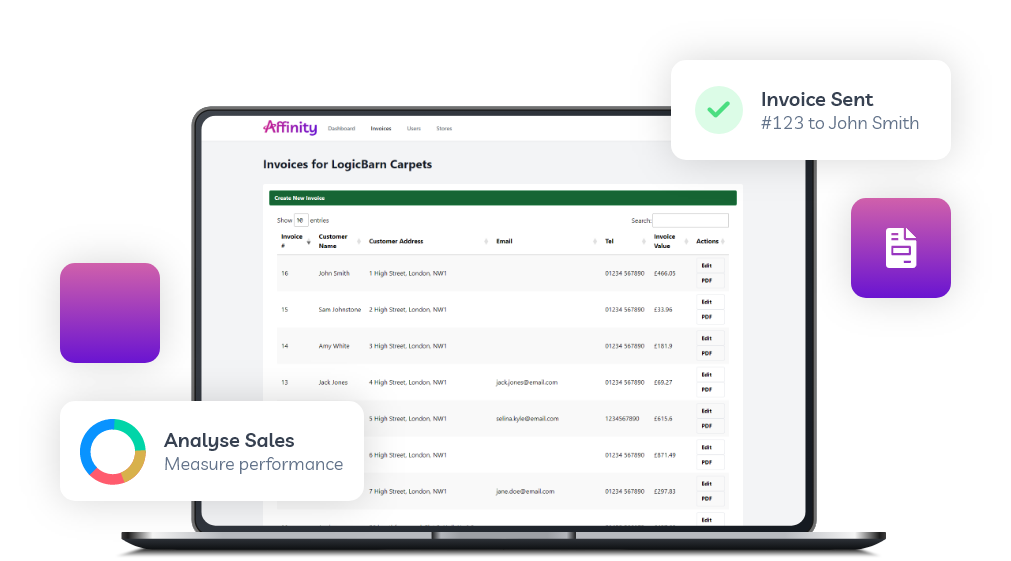 Invoice Sent
#123 to John Smith
Affinity Dashboard Invoices Users Stores
Invoices for LogicBarn Carpets
Create New Invoice
Show 10 entries Search:
Invoice # Customer Name Customer Address Email Tel Invoice Value Actions
16 John Smith 1 High Street, London, NW1 01234 567890 £466.05 Edit PDF
15 Sam Johnstone 2 High Street, London, NW1 01234 567890 £33.96 Edit PDF
14 Amy White 3 High Street, London, NW1 01234 567890 £181.9 Edit PDF
13 Jack Jones 4 High Street, London, NW1 jack.jones@email.com 01234 567890 £69.27 Edit PDF
5 High Street, London, NW1 selina.kyle@email.com 1234567890 £615.6 Edit PDF
6 High Street, London, NW1 01234 567890 £871.49 Edit PDF
7 High Street, London, NW1 jane.doe@email.com 01234 567890 £297.83 Edit PDF
Edit
Analyse Sales
Measure performance